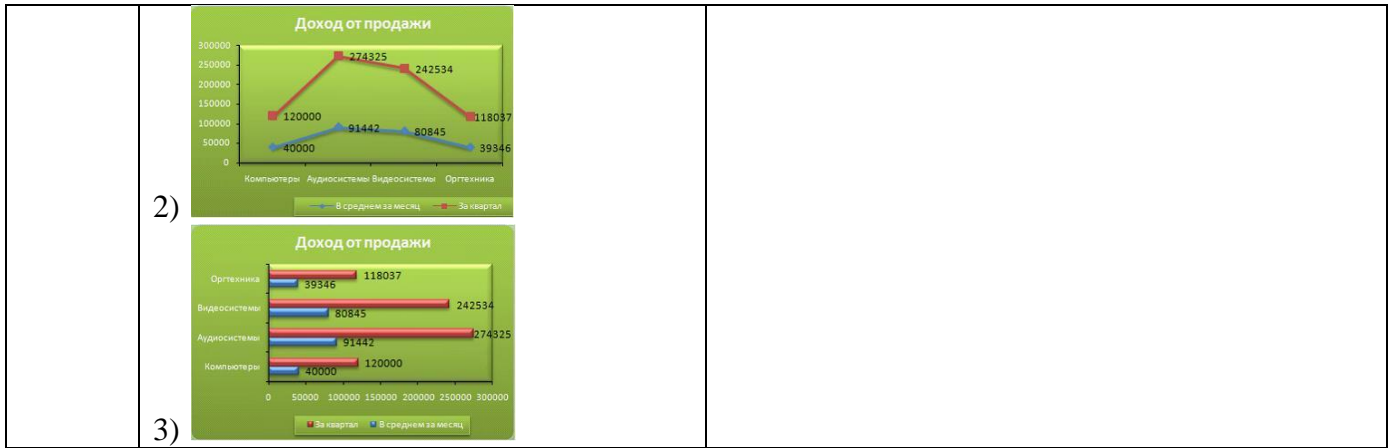 Доход от продажи
300000
250000
200000
150000
100000
50000
0
274325
242534
120000
118037
91442
80845
40000
39346
Компьютеры Аудиосистемы Видеосистемы Оргтехника
В среднем за месяц За квартал
2)
Доход от продажи
Оргтехника
118037
39346
Видеосистемы
242534
80845
Аудиосистемы
274325
91442
Компьютеры
120000
40000
0 50000 100000 150000 200000 250000 300000
За квартал В среднем за месяц
3)